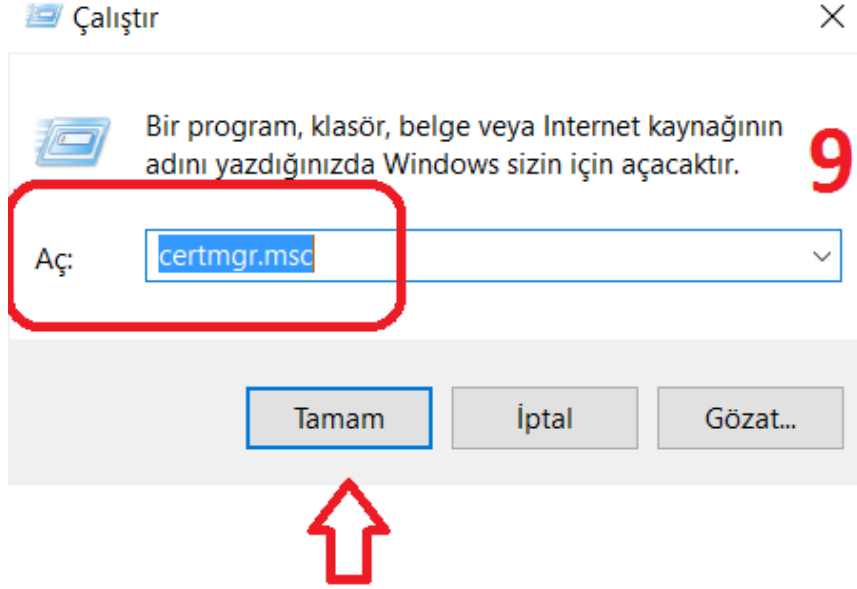 Çalıştır
Bir program, klasör, belge veya Internet kaynağının
adını yazdığınızda Windows sizin için açacaktır.
9
Aç: certmgr.msc
Tamam İptal Gözat...